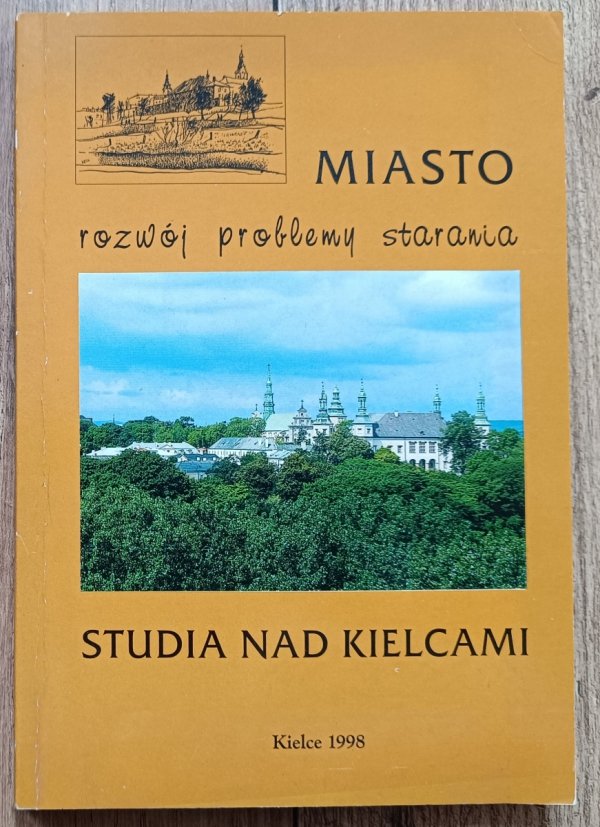 MIASTO
rozwój problemy starania
STUDIA NAD KIELCAMI
Kielce 1998